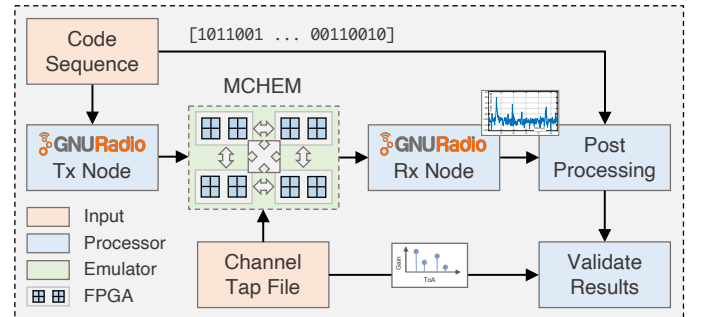 Code
Sequence
[1011001 ... 00110010]
MCHEM
GNURadio
Tx Node
GNURadio
Rx Node
Post
Processing
Input
Processor
Emulator
FPGA
Channel
Tap File
Gain
ToA
Validate
Results